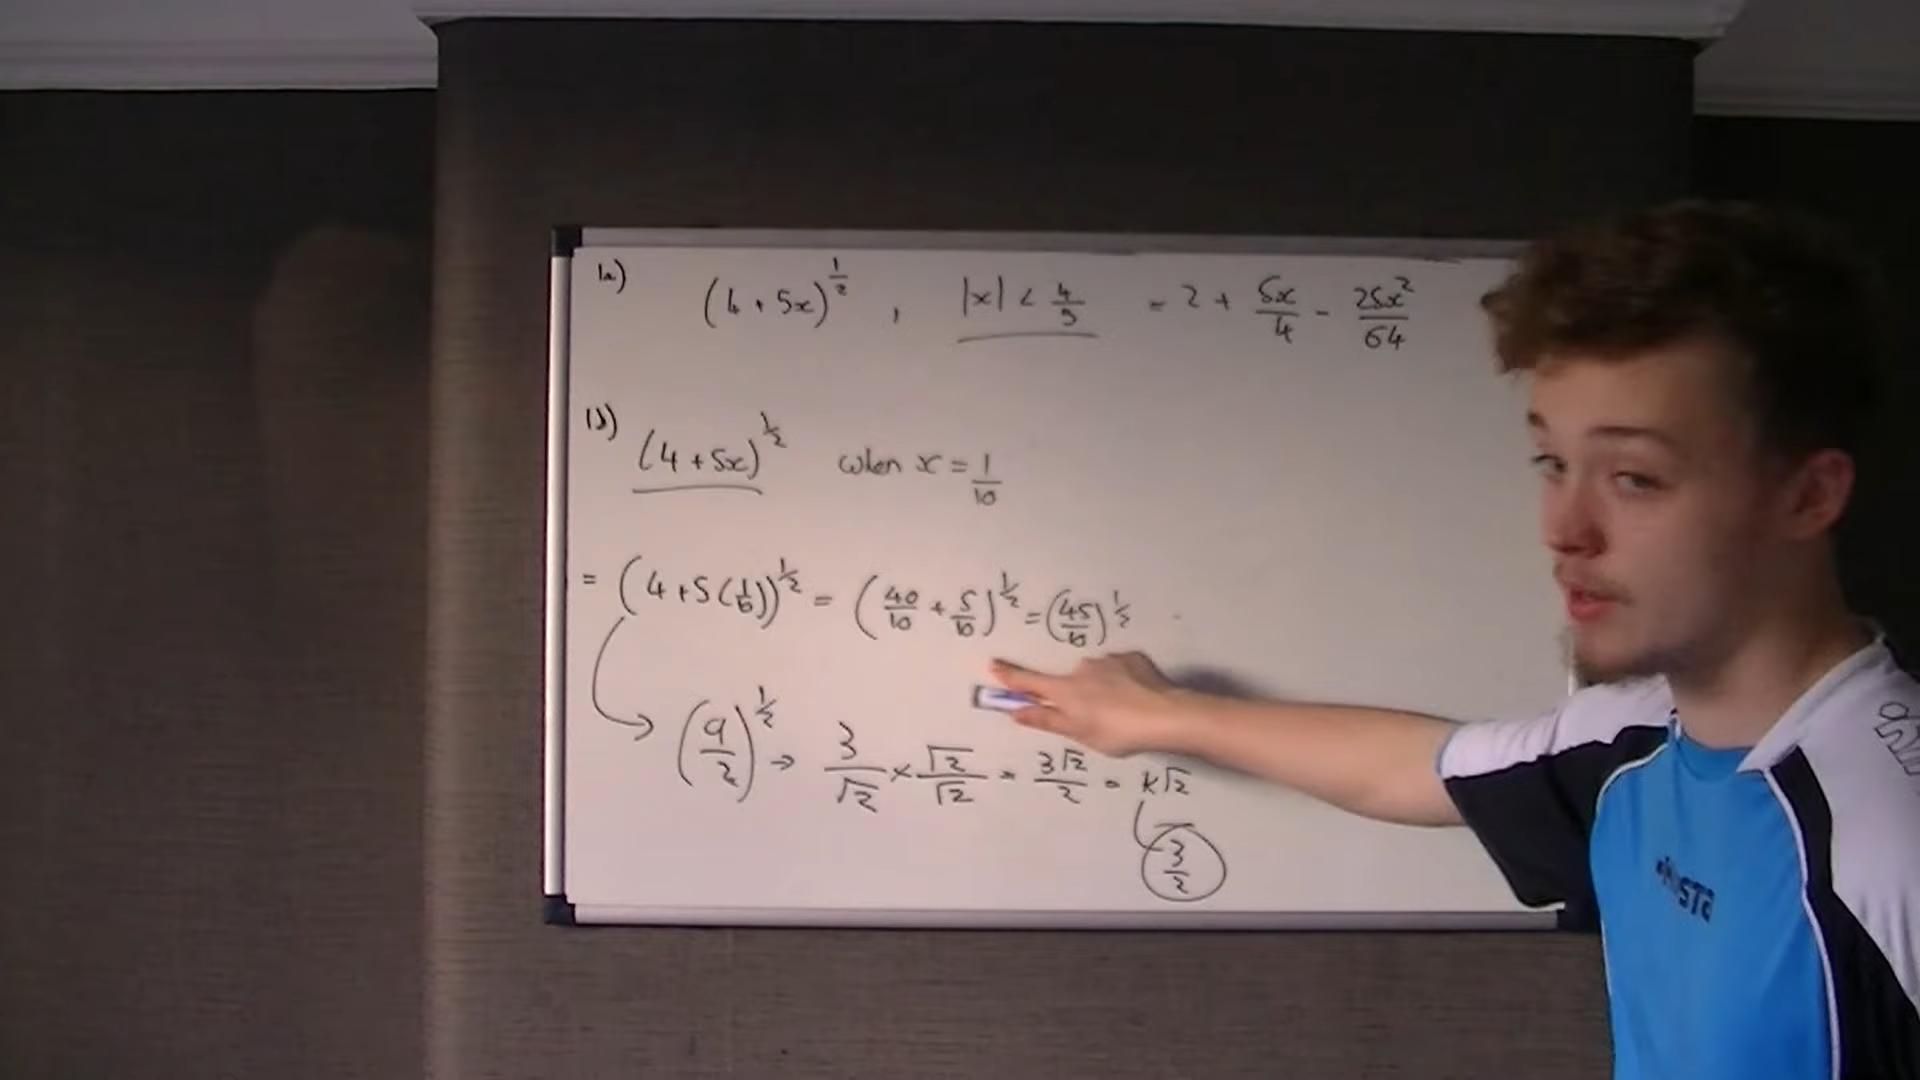 1a) (4 + 5x)^½ , |x| < 4/5 = 2 + 5x/4 - 25x²/64
b) (4 + 5x)^½ when x = 1/10
= (4 + 5(1/10))^½ = (40/10 + 5/10)^½ = (45/10)^½
→ (9/2)^½ → 3/√2 × √2/√2 = 3√2/2 = k√2
3/2